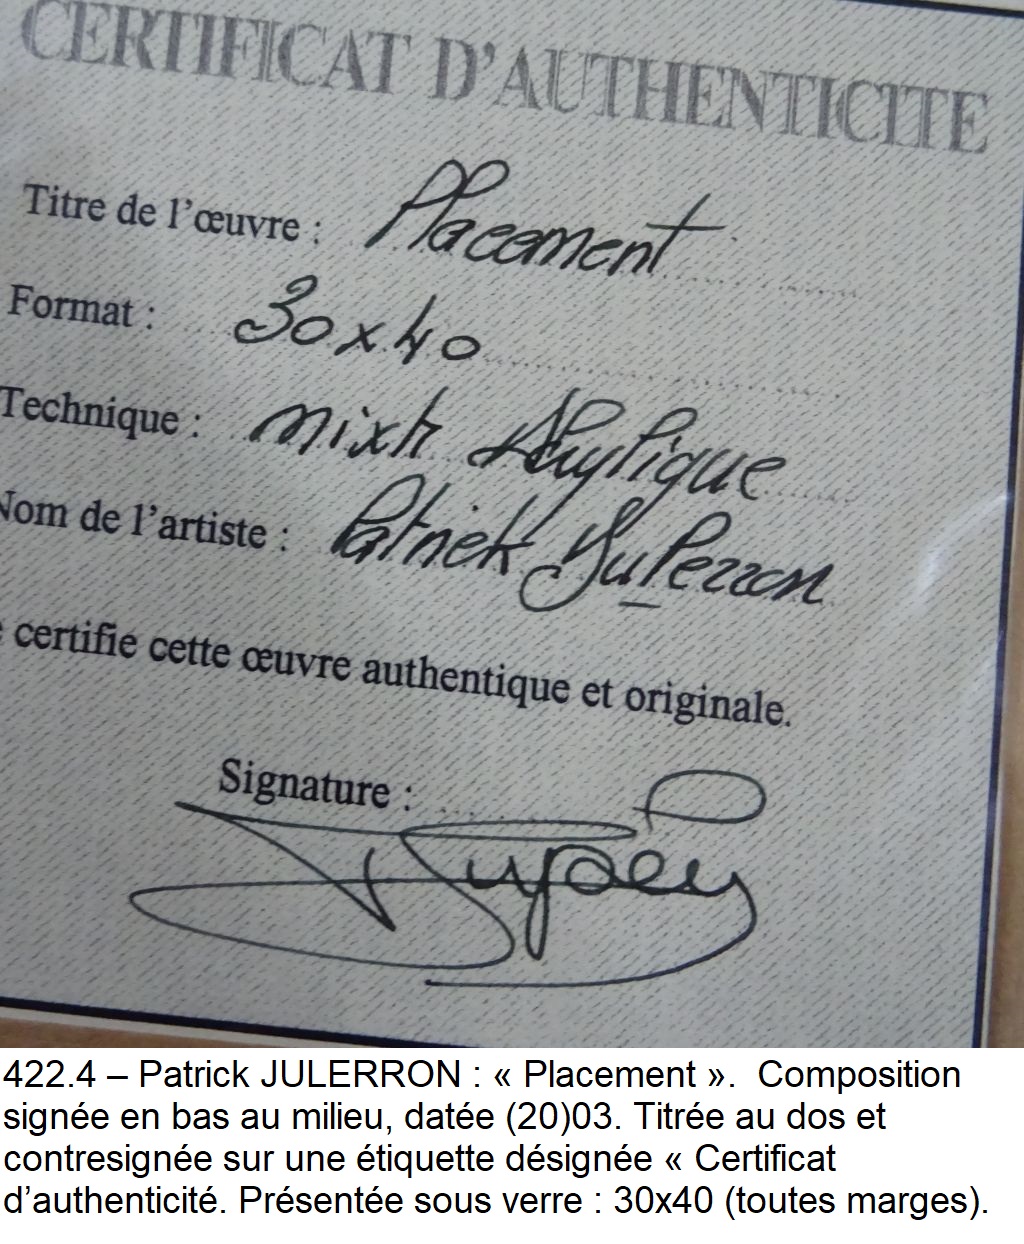 CERTIFICAT D'AUTHENTICITE
Titre de l'œuvre : Placement
Format : 30x40
Technique : mixte Acrylique
Nom de l'artiste : Patrick
certifie cette œuvre authentique et originale.
Signature :
422.4 – Patrick JULERRON : « Placement ».  Composition
signée en bas au milieu, datée (20)03. Titrée au dos et
contresignée sur une étiquette désignée « Certificat
d’authenticité. Présentée sous verre : 30x40 (toutes marges).